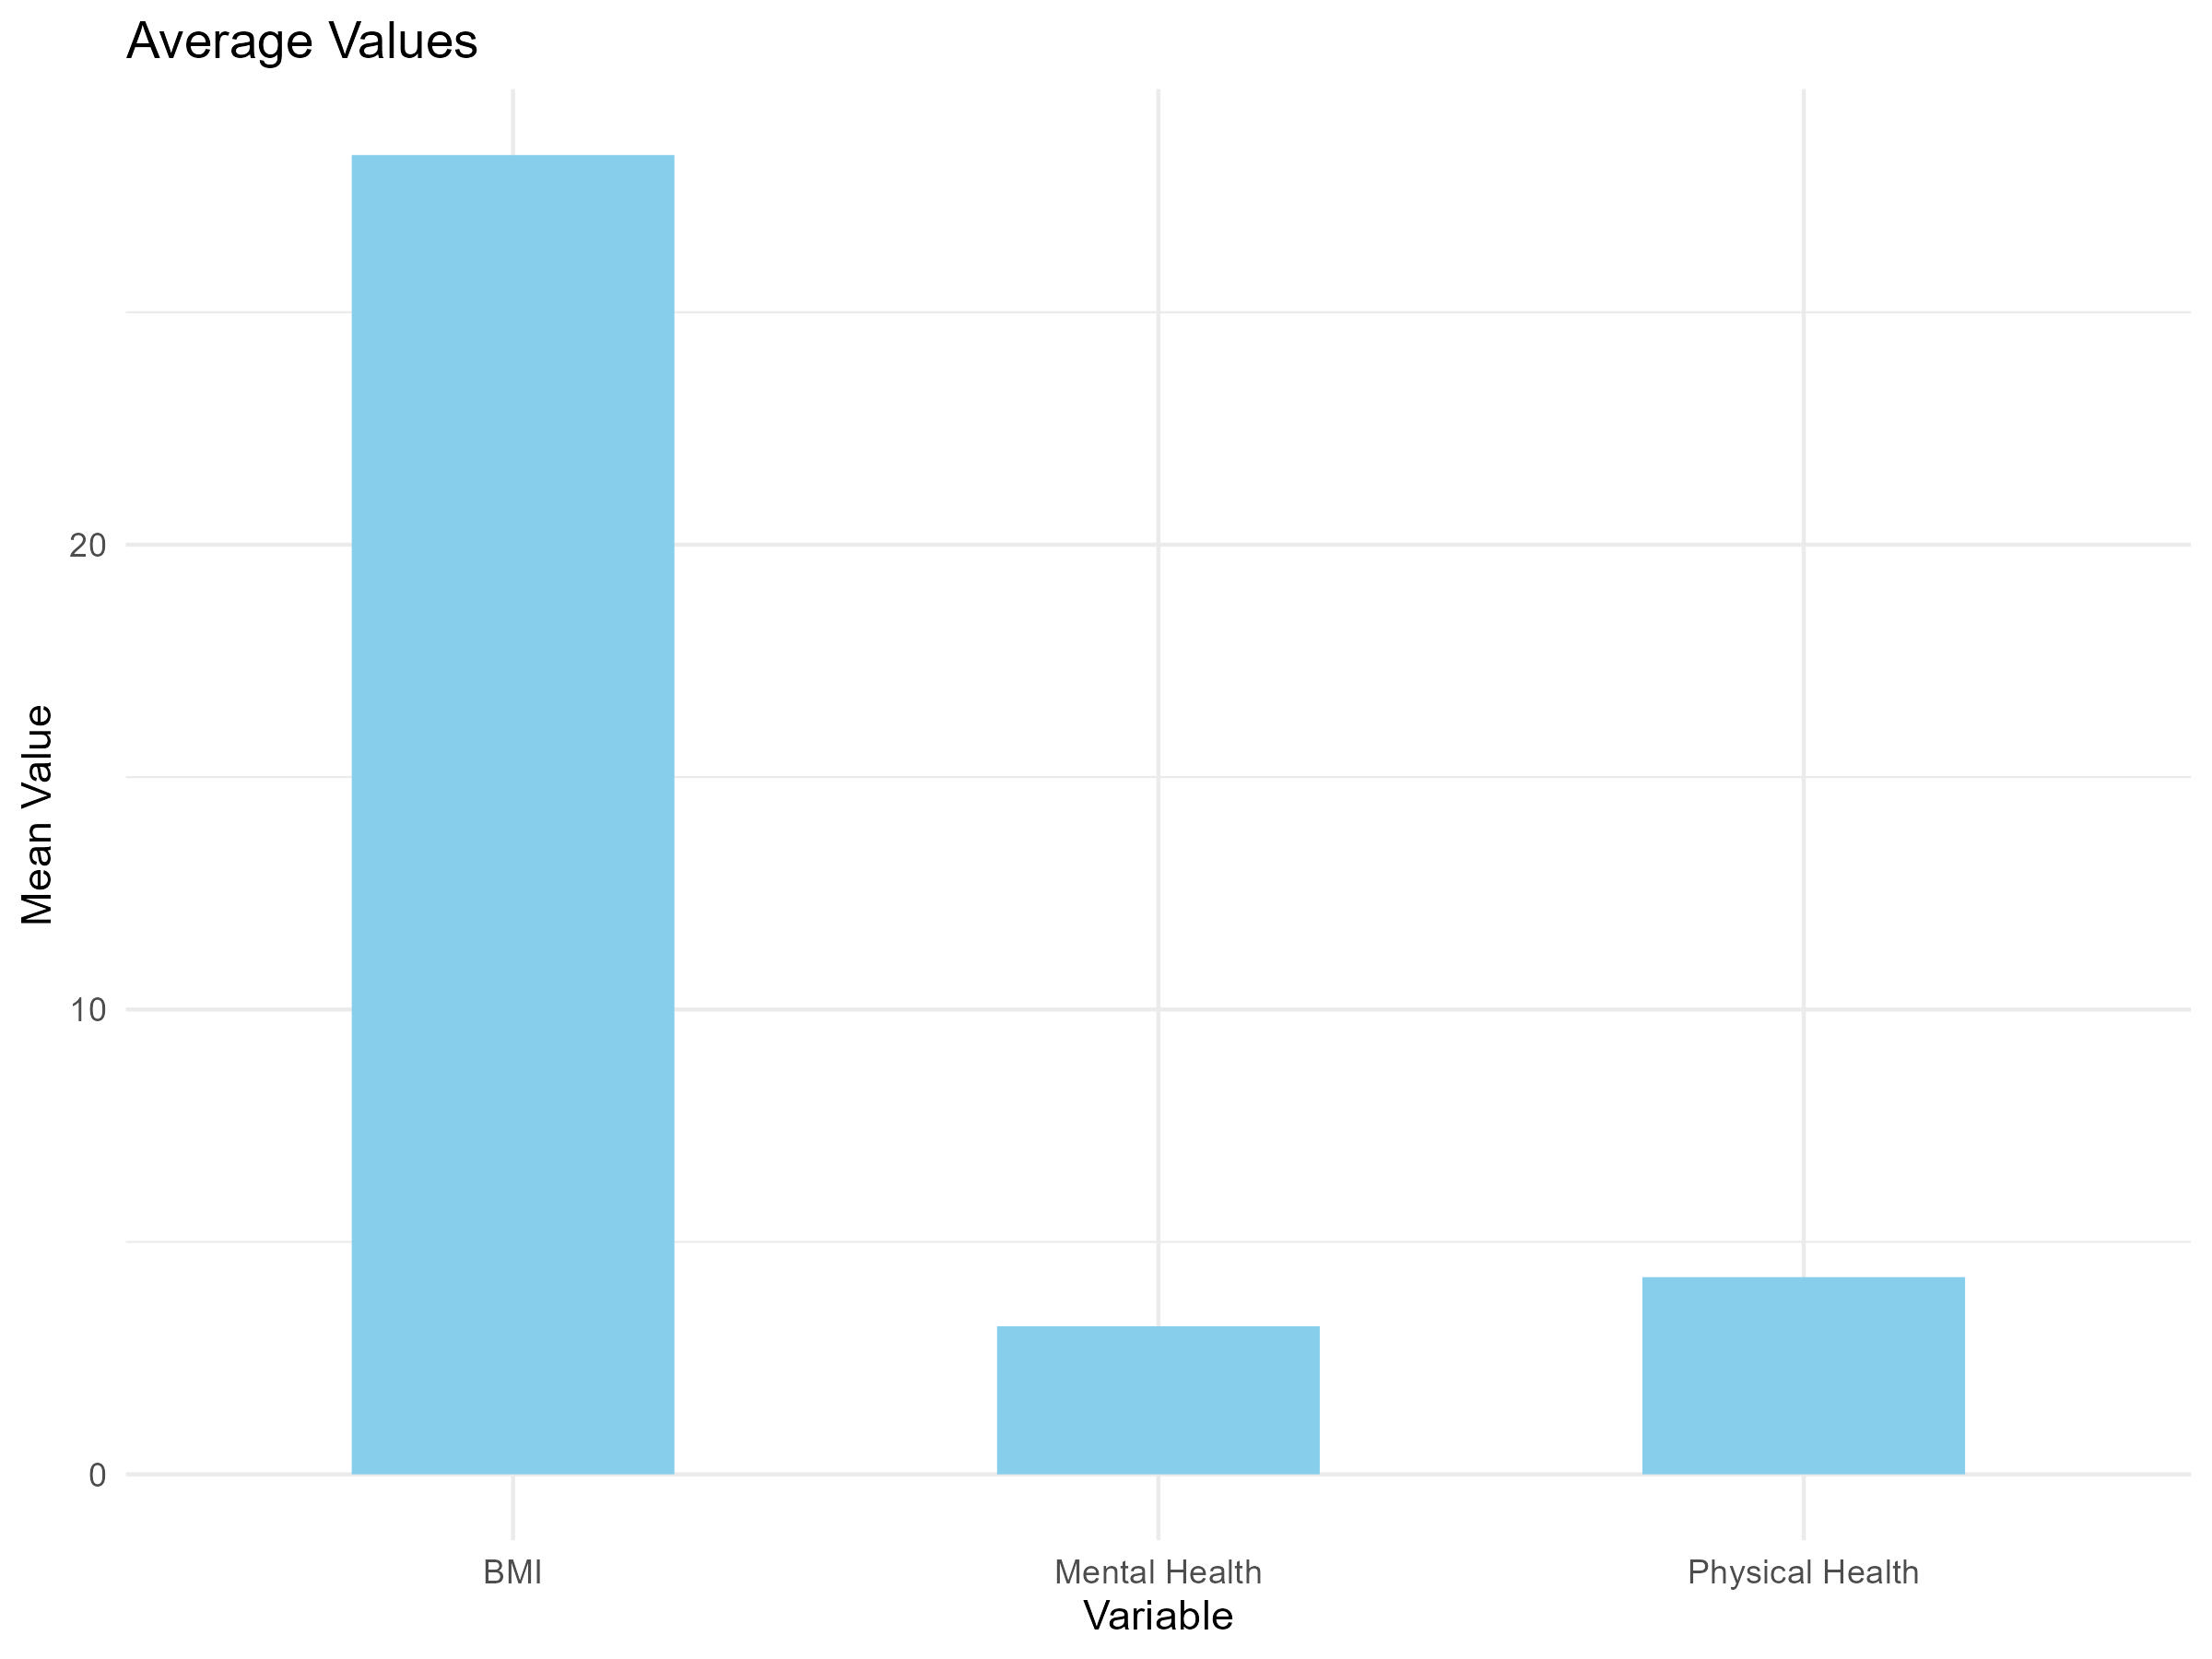 Average Values
Mean Value
20
10
0
BMI
Mental Health
Physical Health
Variable